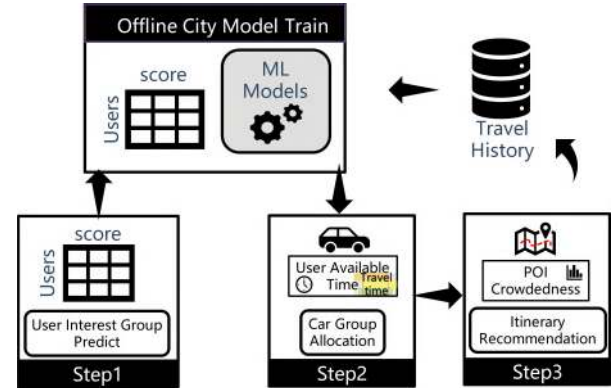 Offline City Model Train
score
Users
ML
Models
Travel
History
score
Users
User Interest Group
Predict
Step1
User Available
Time
Travel
time
Car Group
Allocation
Step2
POI
Crowdedness
Itinerary
Recommendation
Step3